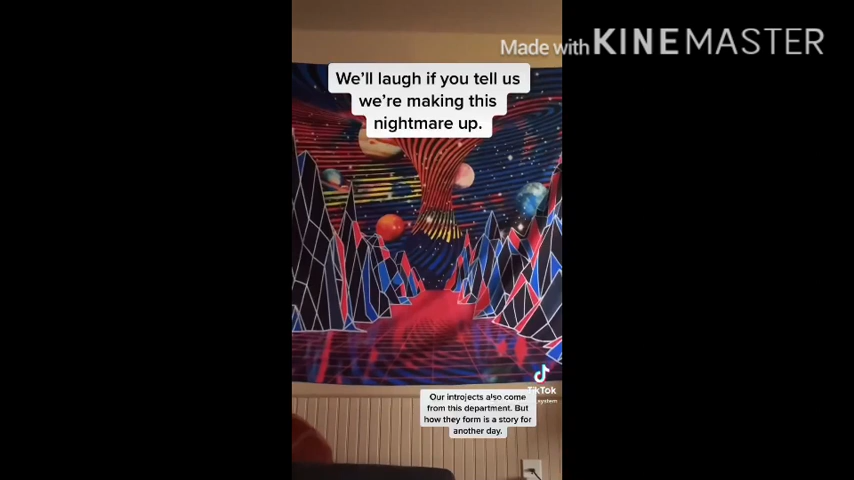 Made with KINEMASTER
We'll laugh if you tell us
we're making this
nightmare up.
TikTok
Our introjects also come
from this department. But
how they form is a story for
another day.